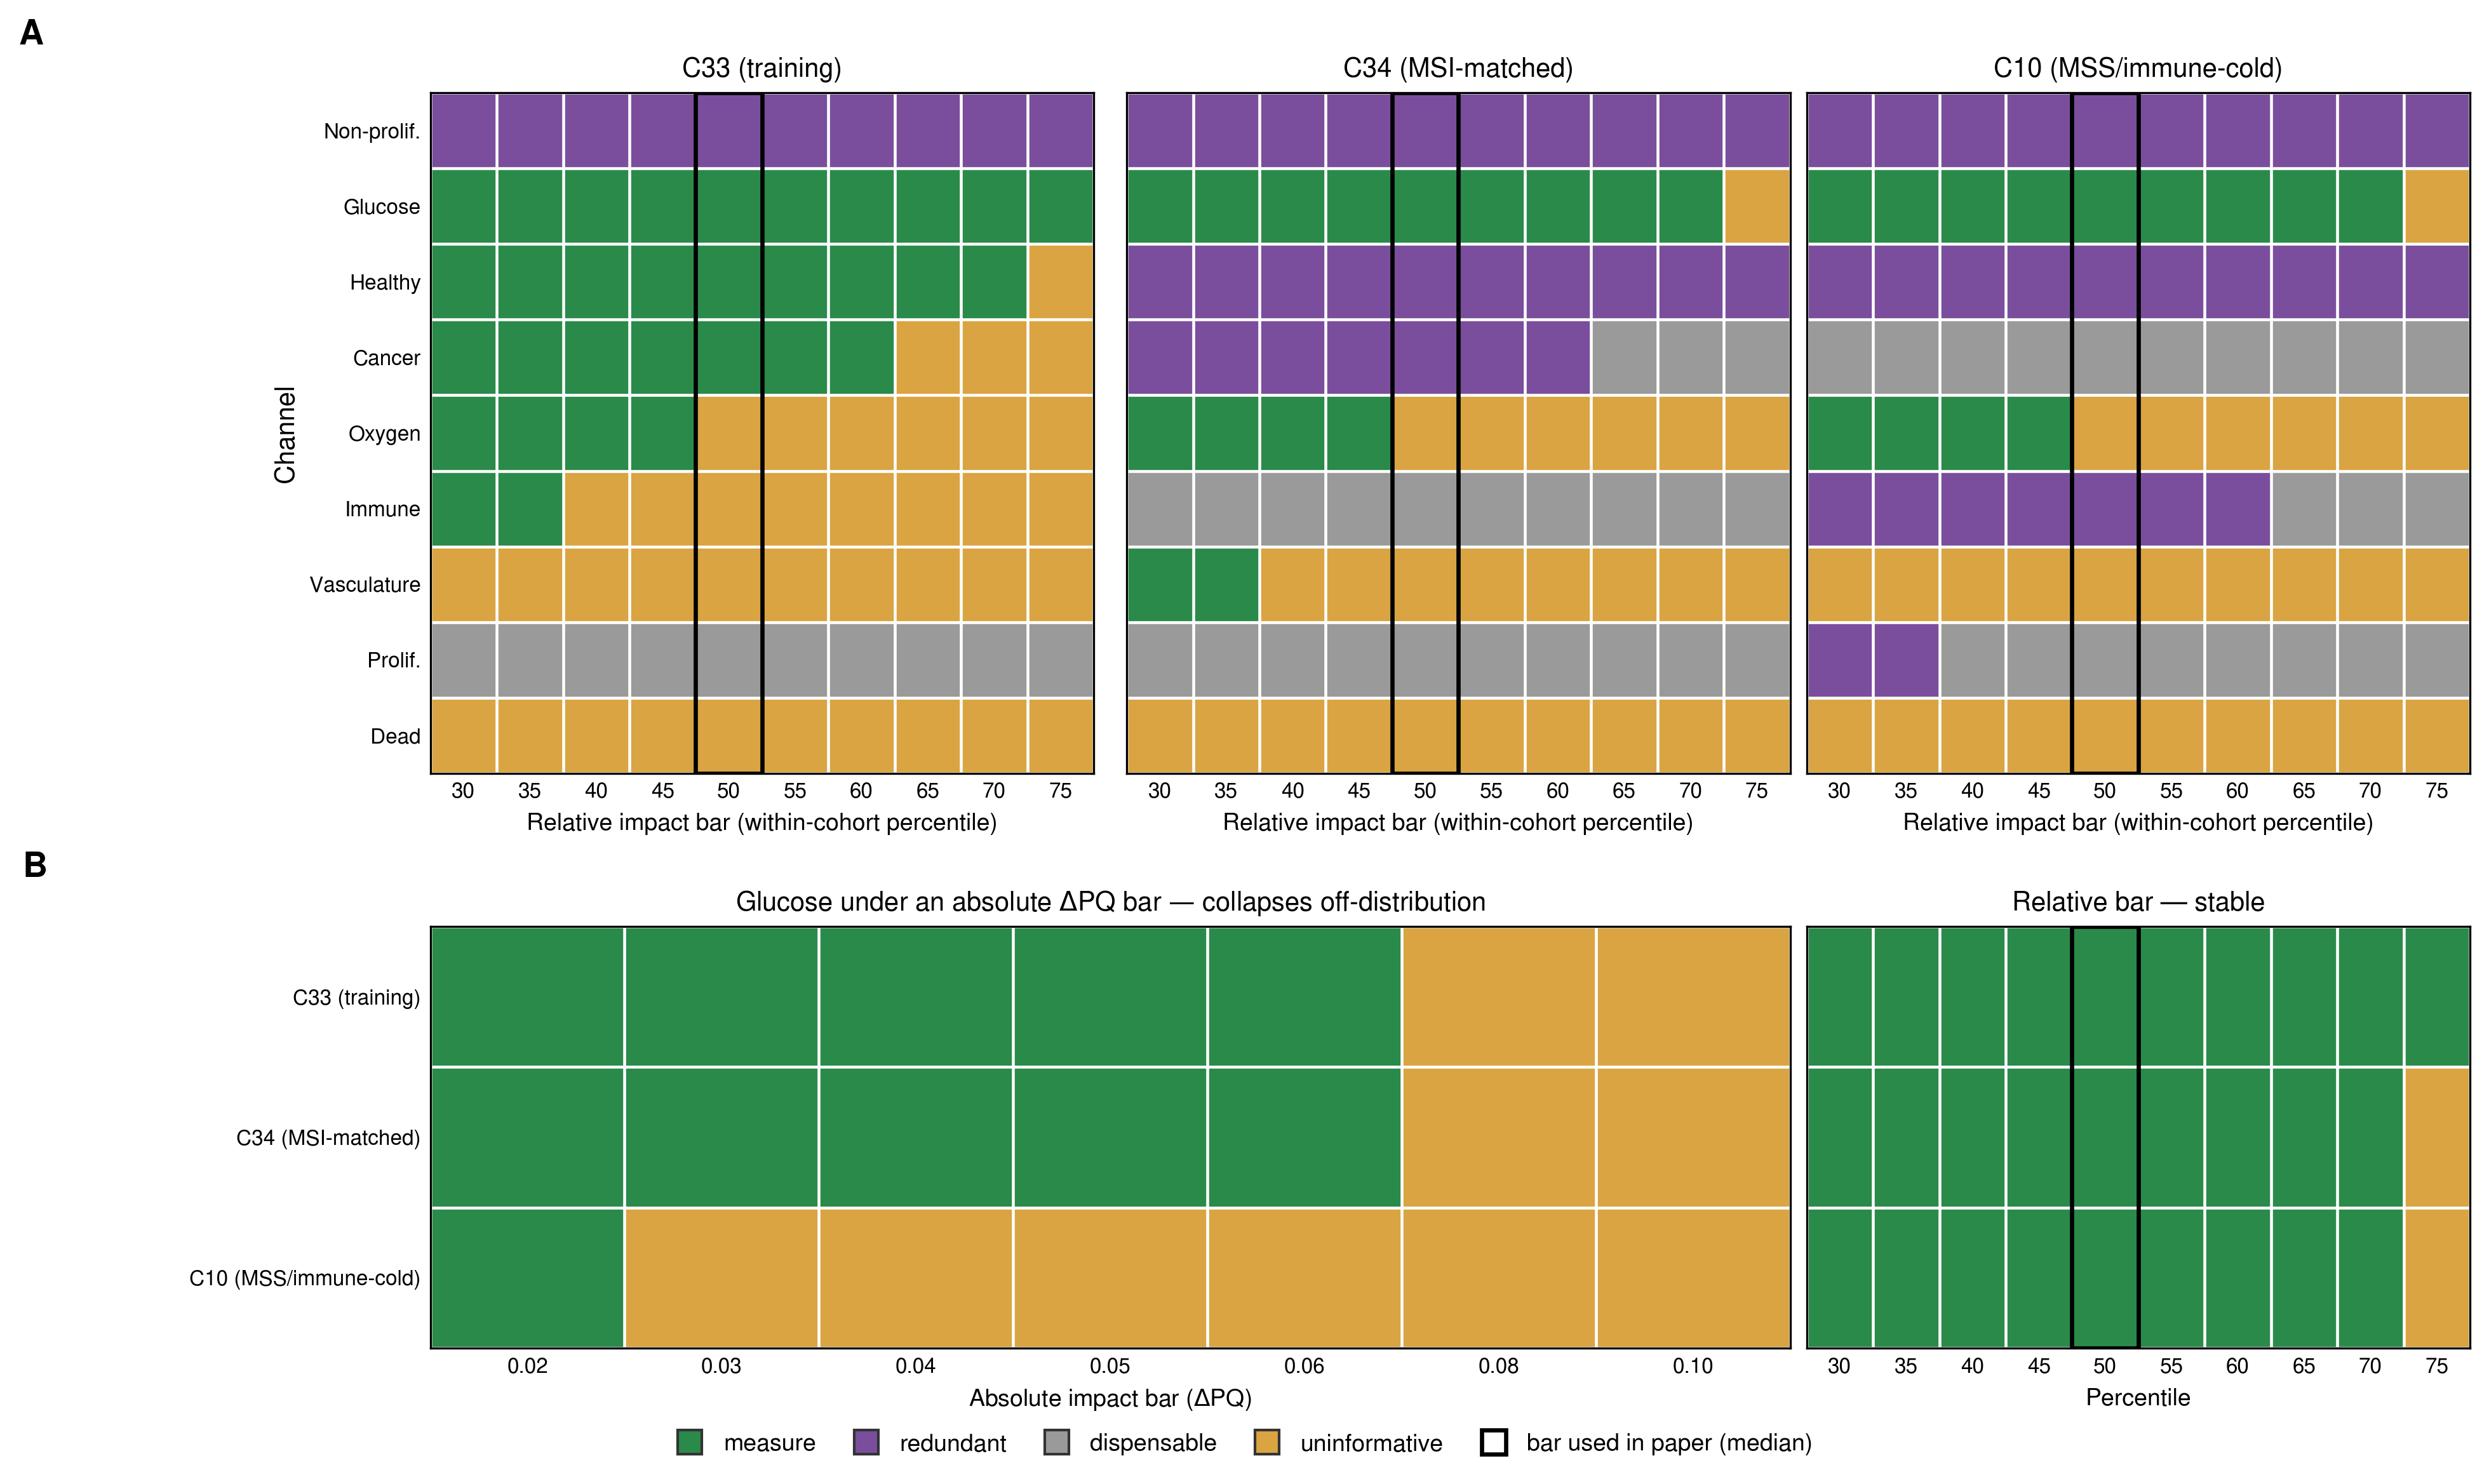 A
C33 (training)
C34 (MSI-matched)
C10 (MSS/immune-cold)
Channel
Non-prolif.
Glucose
Healthy
Cancer
Oxygen
Immune
Vasculature
Prolif.
Dead
30 35 40 45 50 55 60 65 70 75
30 35 40 45 50 55 60 65 70 75
30 35 40 45 50 55 60 65 70 75
Relative impact bar (within-cohort percentile)
Relative impact bar (within-cohort percentile)
Relative impact bar (within-cohort percentile)
B
Glucose under an absolute ΔPQ bar — collapses off-distribution
Relative bar — stable
C33 (training)
C34 (MSI-matched)
C10 (MSS/immune-cold)
0.02 0.03 0.04 0.05 0.06 0.08 0.10
30 35 40 45 50 55 60 65 70 75
Absolute impact bar (ΔPQ)
Percentile
measure redundant dispensable uninformative bar used in paper (median)